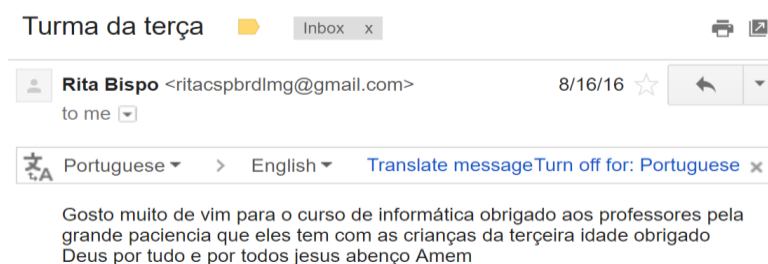 Turma da terça
Inbox x
Rita Bispo <ritacspbrdlmg@gmail.com>
8/16/16
to me
Portuguese > English Translate message Turn off for: Portuguese x
Gosto muito de vim para o curso de informática obrigado aos professores pela
grande paciencia que eles tem com as crianças da terçeira idade obrigado
Deus por tudo e por todos jesus abenço Amem